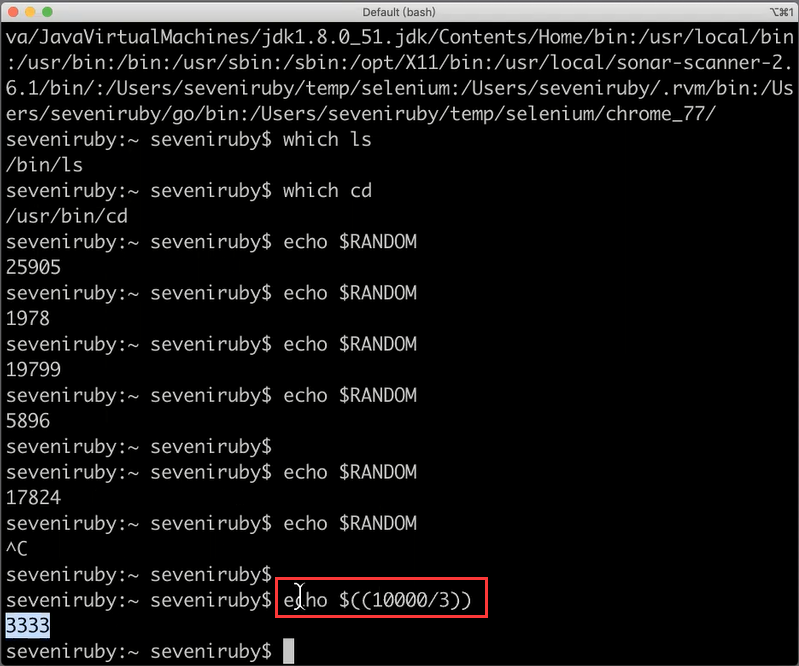 Default (bash)
⌥⌘1
va/JavaVirtualMachines/jdk1.8.0_51.jdk/Contents/Home/bin:/usr/local/bin
:/usr/bin:/bin:/usr/sbin:/sbin:/opt/X11/bin:/usr/local/sonar-scanner-2.
6.1/bin/:/Users/seveniruby/temp/selenium:/Users/seveniruby/.rvm/bin:/Us
ers/seveniruby/go/bin:/Users/seveniruby/temp/selenium/chrome_77/
seveniruby:~ seveniruby$ which ls
/bin/ls
seveniruby:~ seveniruby$ which cd
/usr/bin/cd
seveniruby:~ seveniruby$ echo $RANDOM
25905
seveniruby:~ seveniruby$ echo $RANDOM
1978
seveniruby:~ seveniruby$ echo $RANDOM
19799
seveniruby:~ seveniruby$ echo $RANDOM
5896
seveniruby:~ seveniruby$
seveniruby:~ seveniruby$ echo $RANDOM
17824
seveniruby:~ seveniruby$ echo $RANDOM
^C
seveniruby:~ seveniruby$
seveniruby:~ seveniruby$ echo $((10000/3))
3333
seveniruby:~ seveniruby$